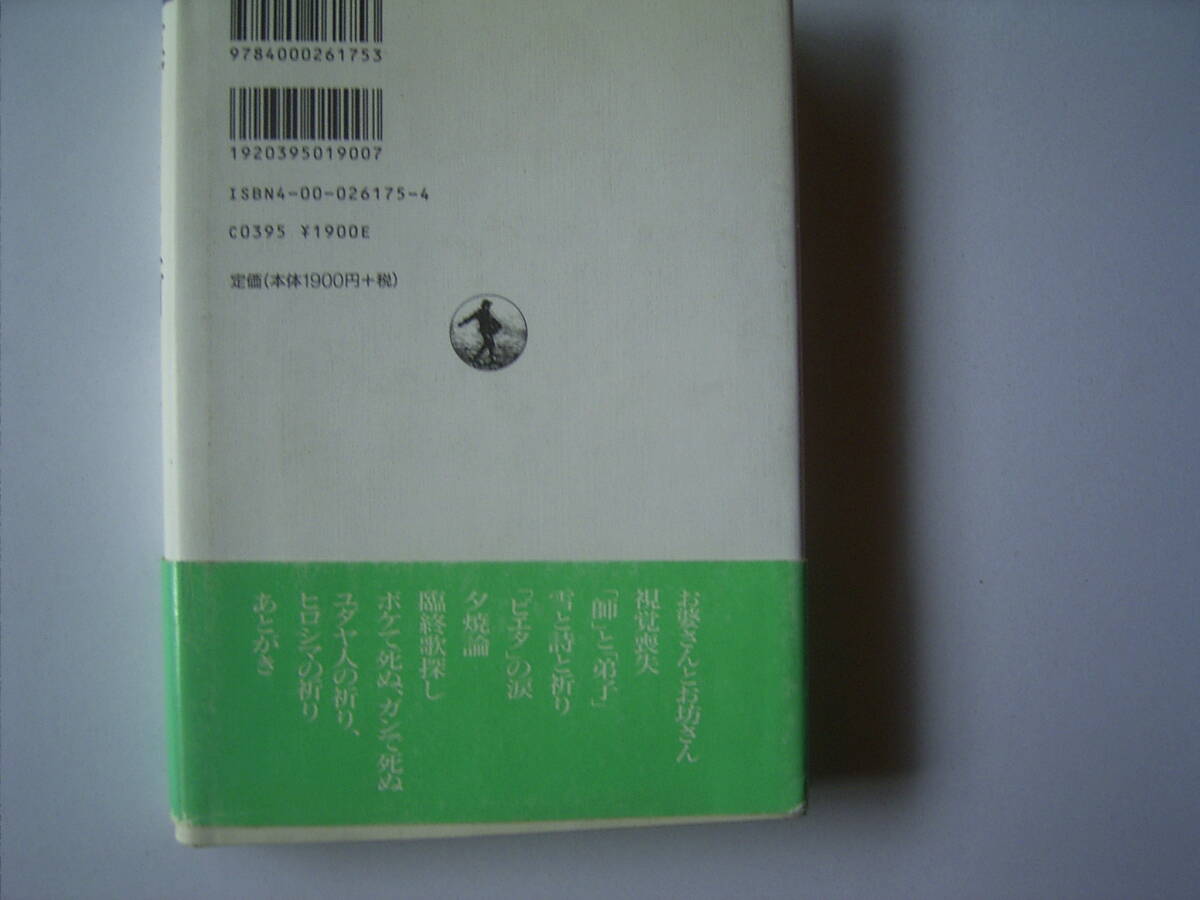 9784000261753
1920395019007
ISBN4-00-026175-4
C0395 ¥1900E
定価(本体1900円+税)
お婆さんとお坊さん
視覚喪失
「師」と「弟子」
雪と詩と祈り
「ピエタ」の涙
夕焼論
臨終歌探し
ボケて死ぬ、ガンで死ぬ
ユダヤ人の祈り、
ヒロシマの祈り
あとがき